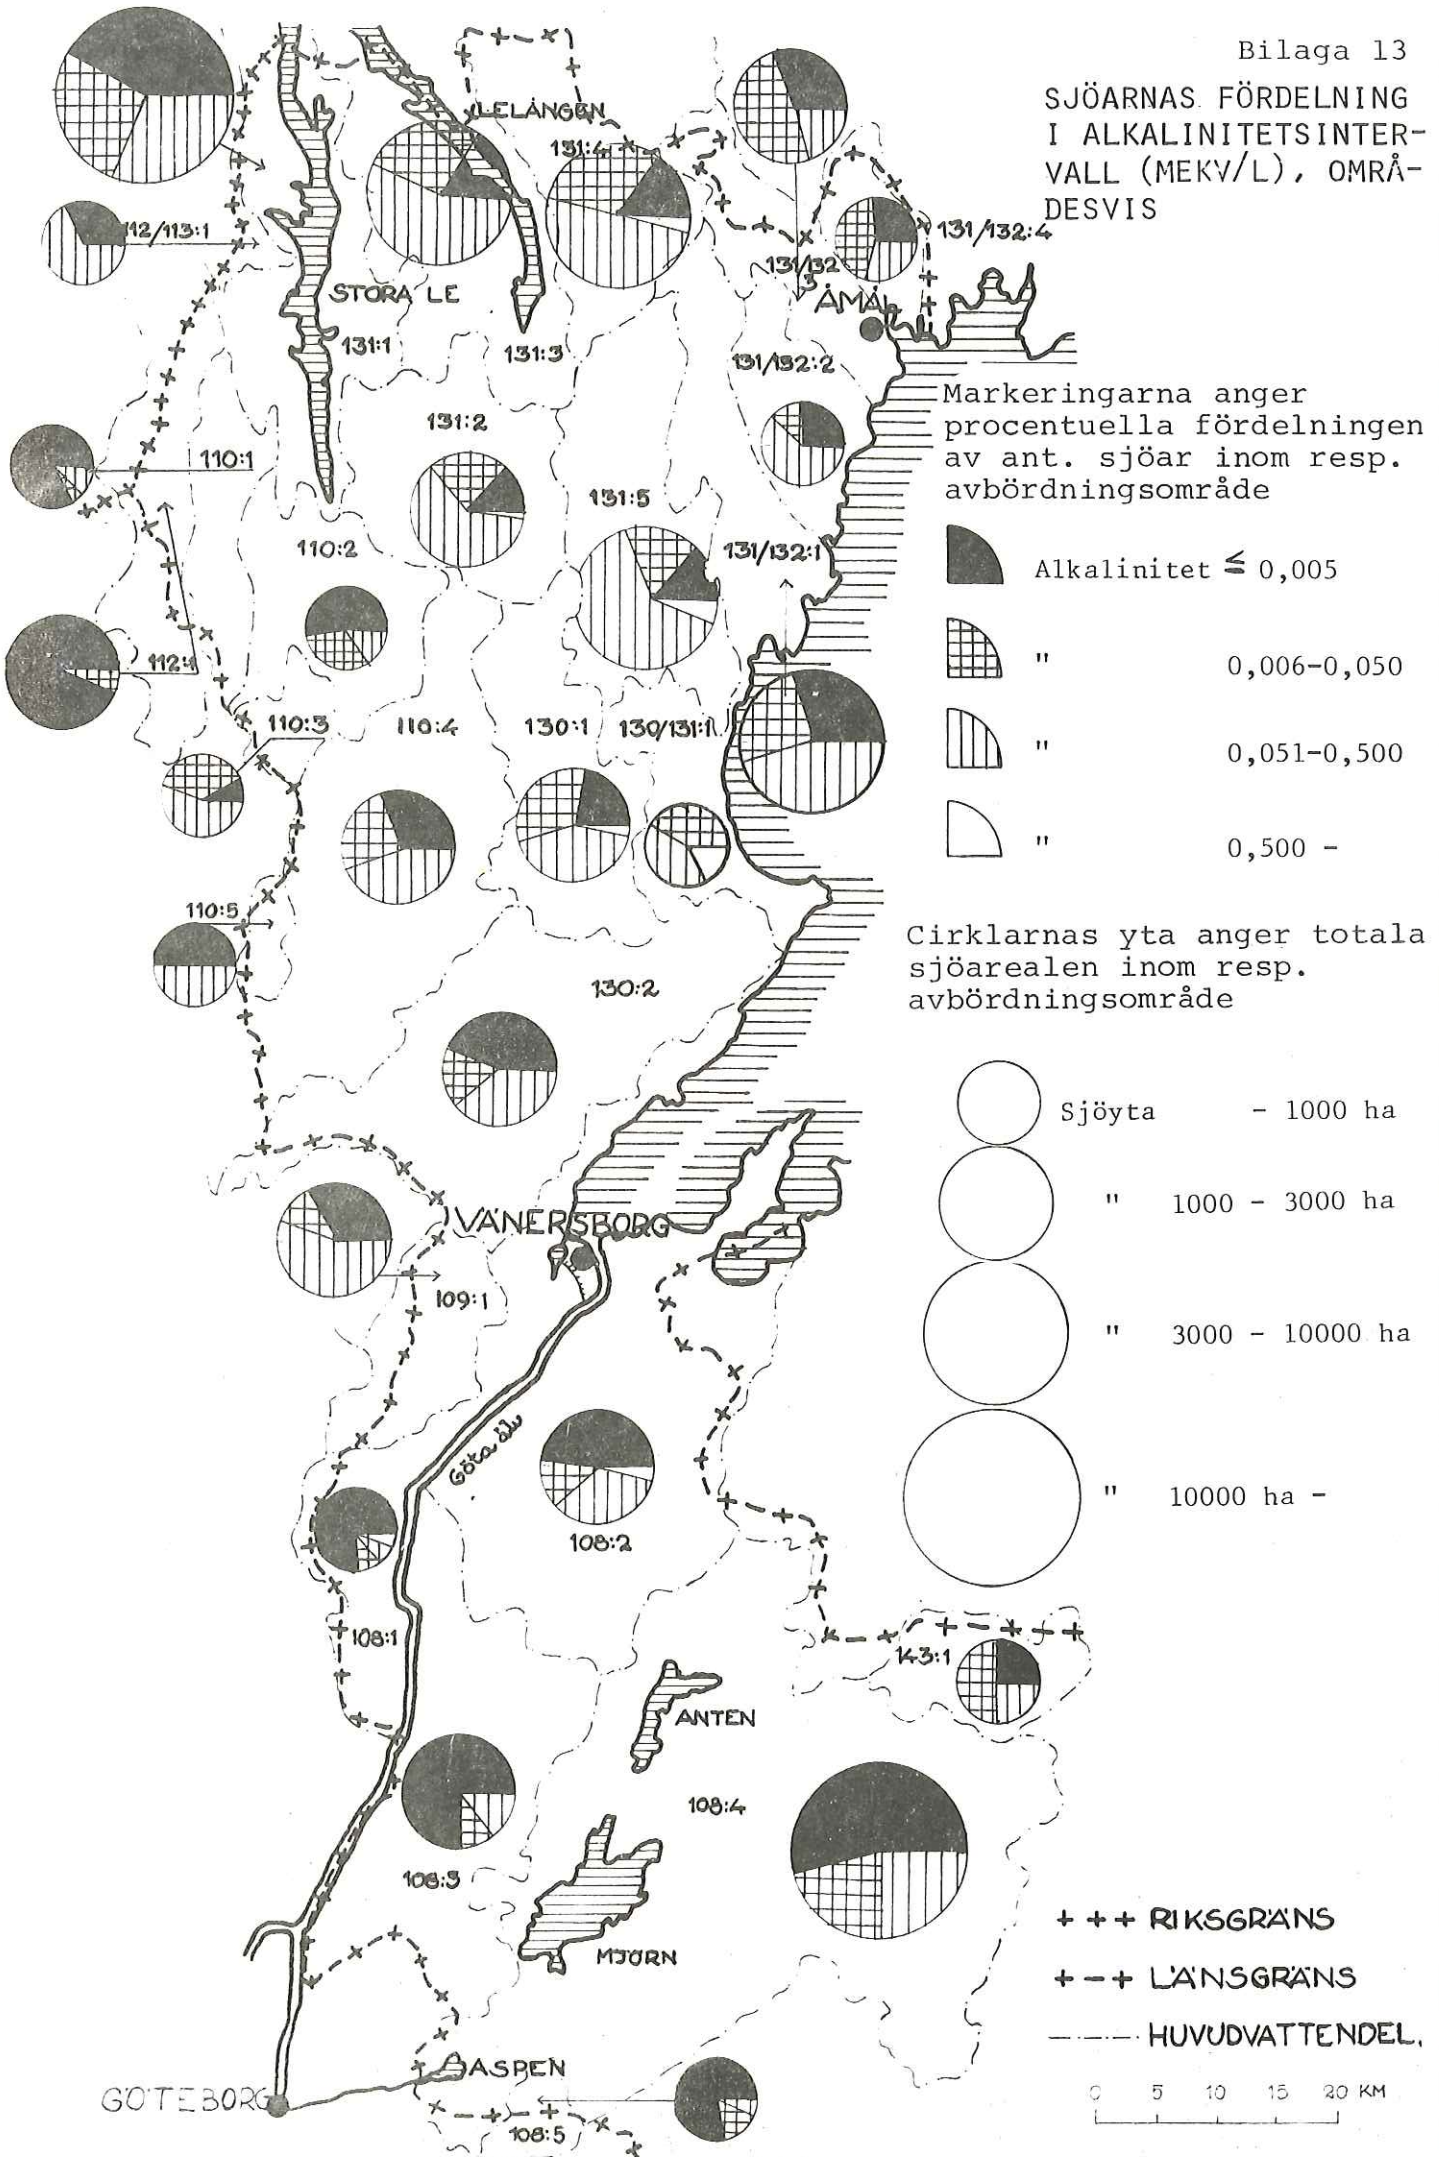 Bilaga 13
SJÖARNAS FÖRDELNING
I ALKALINITETSINTER-
VALL (MEKV/L), OMRÅ-
DESVIS
LELÅNGEN
131:4
112/113:1
131/132:4
131/132
3
ÅMÅL
STORA LE
131:1
131:3
131/132:2
Markeringarna anger
procentuella fördelningen
av ant. sjöar inom resp.
avbördningsområde
131:2
110:1
131:5
110:2
131/132:1
Alkalinitet ≤ 0,005
" 0,006-0,050
" 0,051-0,500
" 0,500 -
112:1
110:3
110:4
130:1
130/131:1
110:5
130:2
Cirklarnas yta anger totala
sjöarealen inom resp.
avbördningsområde
Sjöyta - 1000 ha
" 1000 - 3000 ha
" 3000 - 10000 ha
" 10000 ha -
VÄNERSBORG
109:1
Göta älv
108:2
108:1
143:1
ANTEN
108:4
108:3
MJÖRN
+ + + RIKSGRÄNS
+ - + LÄNSGRÄNS
HUVUDVATTENDEL.
ASPEN
GÖTEBORG
108:5
0 5 10 15 20 KM